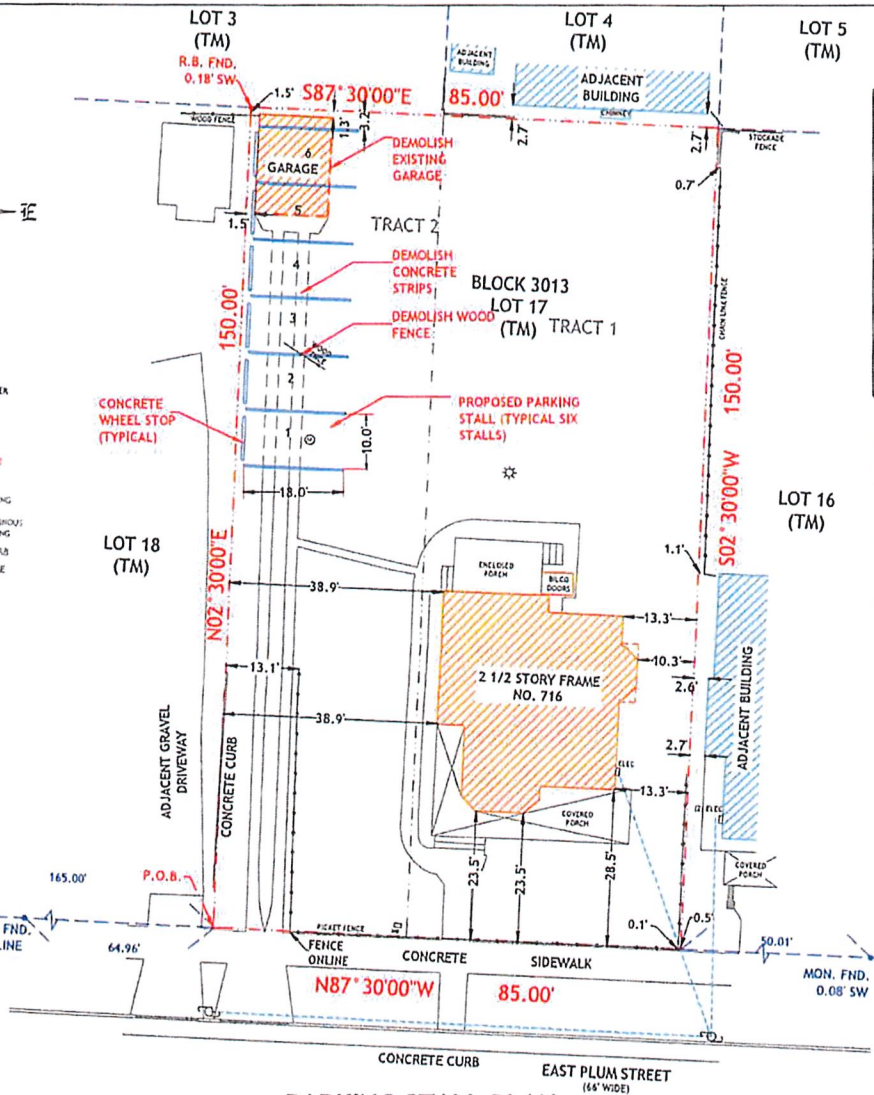 LOT 3
(TM)
LOT 4
(TM)
LOT 5
(TM)
R.B. FND.
0.18' SW
1.5'
S87°30'00"E
85.00'
ADJACENT
BUILDING
ADJACENT
BUILDING
CHIMNEY
WOOD FENCE
3.2'
2.7'
2.7'
STOCKADE
FENCE
0.7'
6
GARAGE
DEMOLISH
EXISTING
GARAGE
5
1.5'
TRACT 2
4
DEMOLISH
CONCRETE
STRIPS
BLOCK 3013
LOT 17
(TM)
TRACT 1
3
DEMOLISH WOOD
FENCE
150.00'
CHAIN LINK FENCE
150.00'
2
CONCRETE
WHEEL STOP
(TYPICAL)
PROPOSED PARKING
STALL (TYPICAL SIX
STALLS)
1
10.0'
18.0'
S02°30'00"W
LOT 16
(TM)
LOT 18
(TM)
N02°30'00"E
1.1'
ENCLOSED
PORCH
BILCO
DOORS
38.9'
13.3'
10.3'
13.1'
2 1/2 STORY FRAME
NO. 716
2.6'
38.9'
ADJACENT BUILDING
2.7'
ADJACENT GRAVEL
DRIVEWAY
CONCRETE CURB
ELEC
13.3'
ELEC
COVERED
PORCH
23.5'
23.5'
28.5'
COVERED
PORCH
165.00'
P.O.B.
0.1'
0.5'
FND.
LINE
64.96'
PICKET FENCE
FENCE
ONLINE
CONCRETE
SIDEWALK
50.01'
MON. FND.
0.08' SW
N87°30'00"W
85.00'
CONCRETE CURB
EAST PLUM STREET
(66' WIDE)